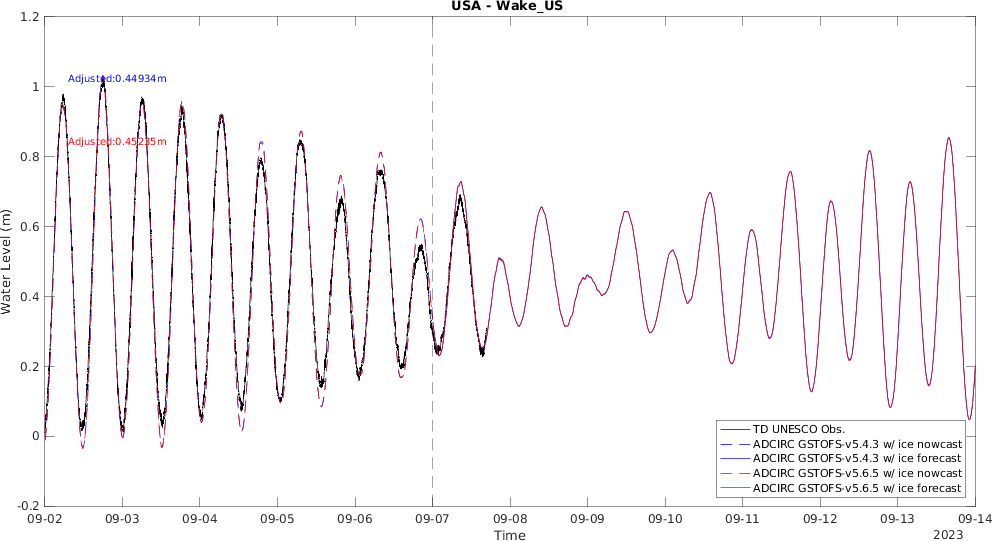 USA - Wake_US
1.2
1
0.8
0.6
0.4
0.2
0
-0.2
Water Level (m)
Adjusted:0.44934m
Adjusted:0.45235m
TD UNESCO Obs.
ADCIRC GSTOFS-v5.4.3 w/ ice nowcast
ADCIRC GSTOFS-v5.4.3 w/ ice forecast
ADCIRC GSTOFS-v5.6.5 w/ ice nowcast
ADCIRC GSTOFS-v5.6.5 w/ ice forecast
09-02 09-03 09-04 09-05 09-06 09-07 09-08 09-09 09-10 09-11 09-12 09-13 09-14
Time
2023